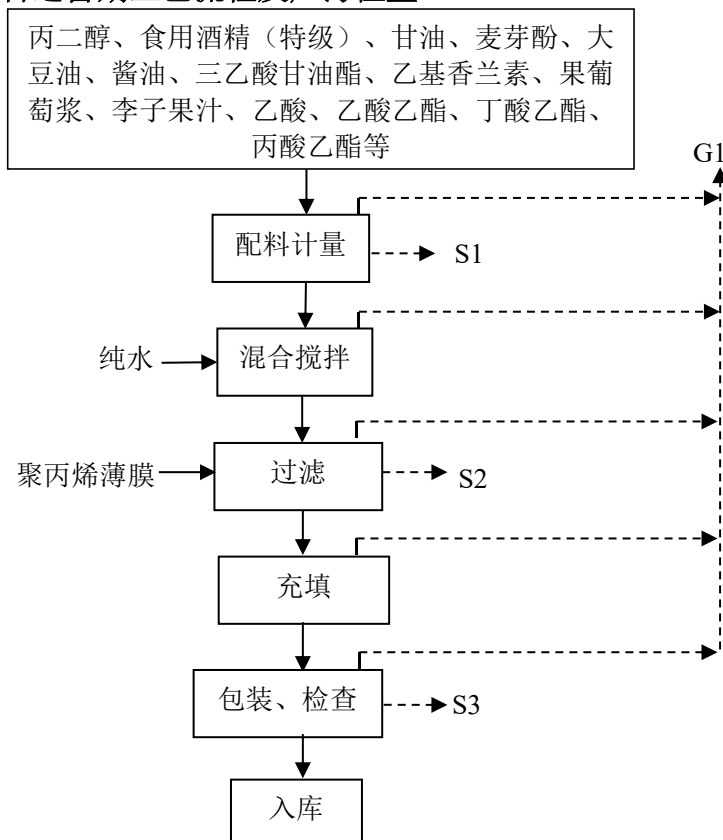 丙二醇、食用酒精（特级）、甘油、麦芽酚、大
豆油、酱油、三乙酸甘油酯、乙基香兰素、果葡
萄浆、李子果汁、乙酸、乙酸乙酯、丁酸乙酯、
丙酸乙酯等
G1
配料计量
S1
纯水
混合搅拌
聚丙烯薄膜
过滤
S2
充填
包装、检查
S3
入库